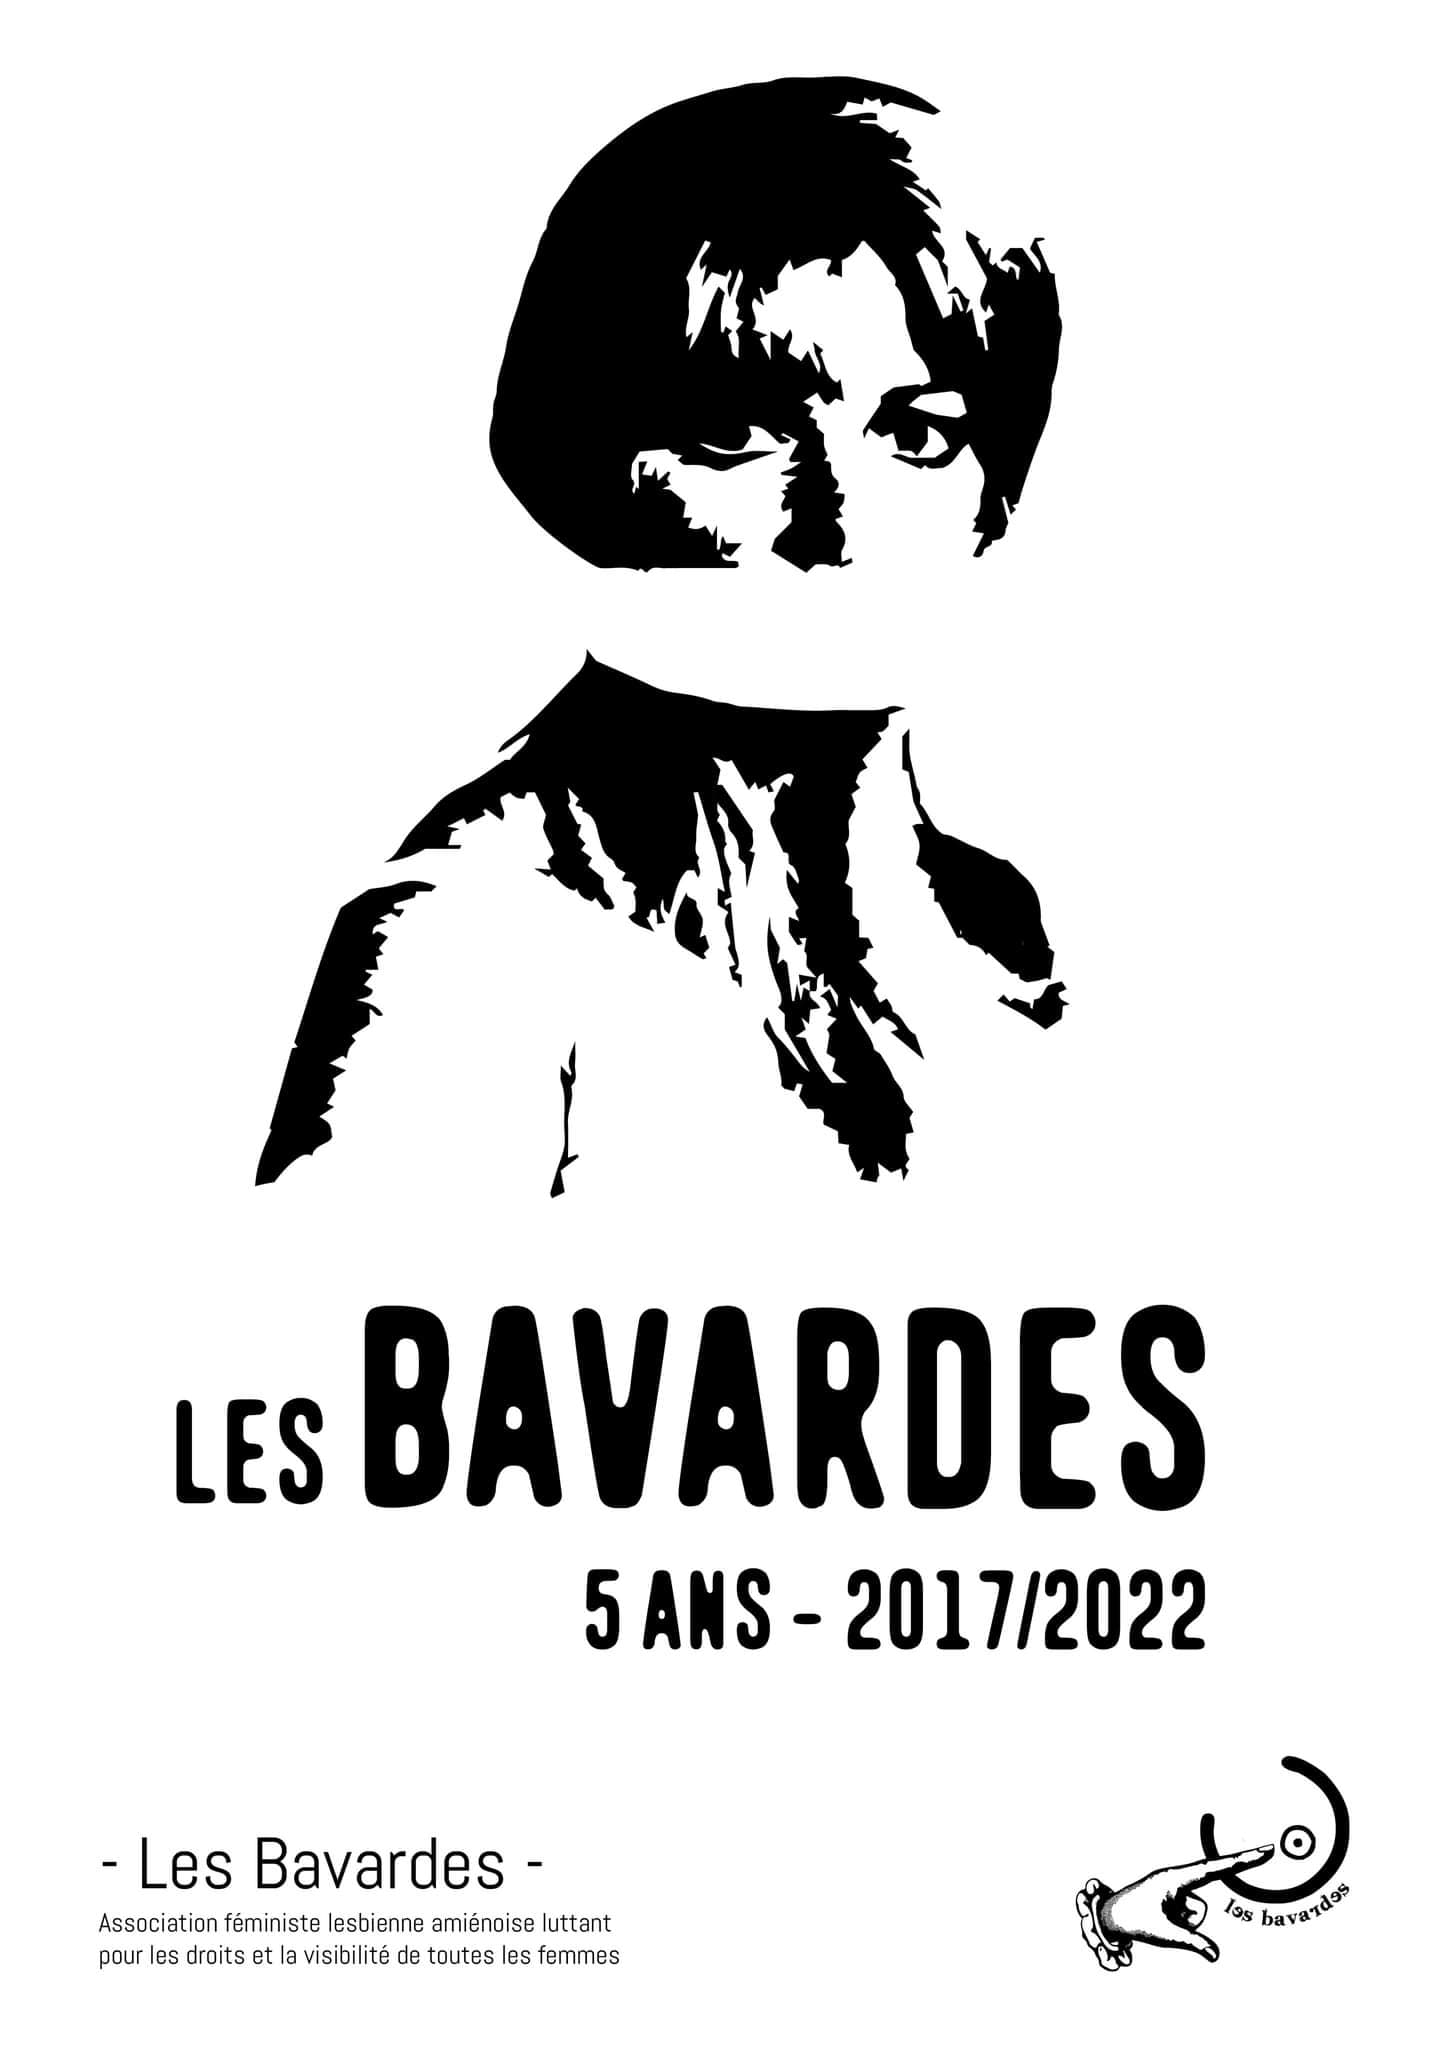 LES BAVARDES
5 ANS - 2017/2022
- Les Bavardes -
Association féministe lesbienne amiénoise luttant
pour les droits et la visibilité de toutes les femmes
les bavardes